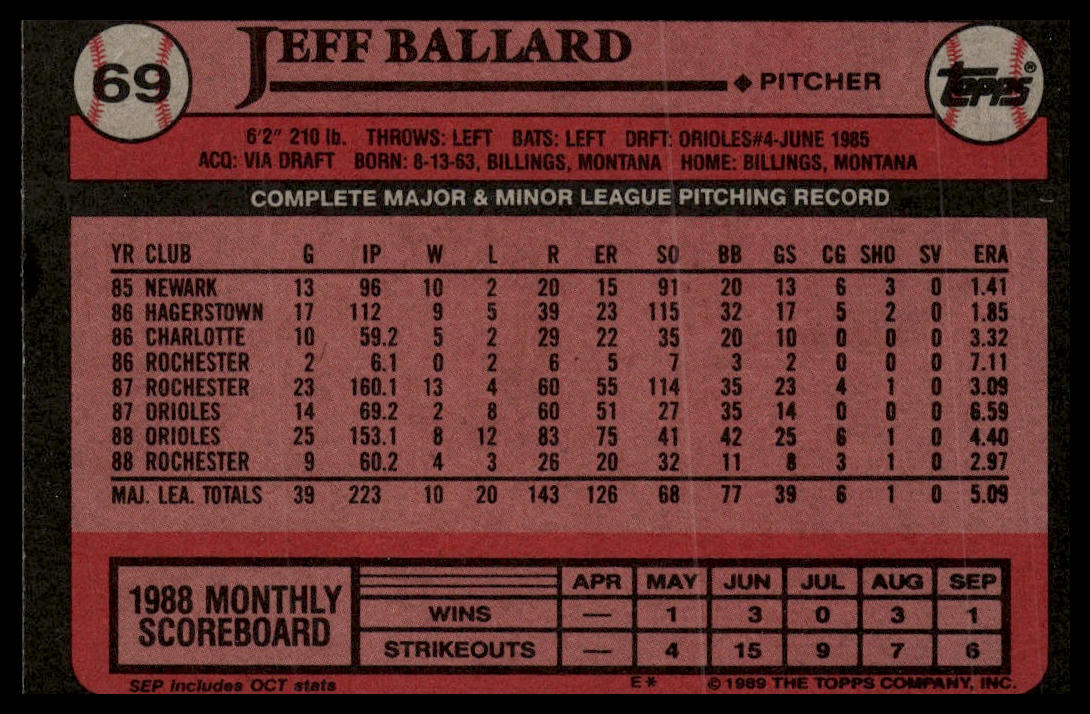 69
JEFF BALLARD
◆ PITCHER
TOPPS®
6'2" 210 lb. THROWS: LEFT BATS: LEFT DRFT: ORIOLES#4-JUNE 1985
ACQ: VIA DRAFT BORN: 8-13-63, BILLINGS, MONTANA HOME: BILLINGS, MONTANA
COMPLETE MAJOR & MINOR LEAGUE PITCHING RECORD
YR CLUB G IP W L R ER SO BB GS CG SHO SV ERA
85 NEWARK 13 96 10 2 20 15 91 20 13 6 3 0 1.41
86 HAGERSTOWN 17 112 9 5 39 23 115 32 17 5 2 0 1.85
86 CHARLOTTE 10 59.2 5 2 29 22 35 20 10 0 0 0 3.32
86 ROCHESTER 2 6.1 0 2 6 5 7 3 2 0 0 0 7.11
87 ROCHESTER 23 160.1 13 4 60 55 114 35 23 4 1 0 3.09
87 ORIOLES 14 69.2 2 8 60 51 27 35 14 0 0 0 6.59
88 ORIOLES 25 153.1 8 12 83 75 41 42 25 6 1 0 4.40
88 ROCHESTER 9 60.2 4 3 26 20 32 11 8 3 1 0 2.97
MAJ. LEA. TOTALS 39 223 10 20 143 126 68 77 39 6 1 0 5.09
1988 MONTHLY
SCOREBOARD
APR MAY JUN JUL AUG SEP
WINS — 1 3 0 3 1
STRIKEOUTS — 4 15 9 7 6
SEP includes OCT stats E* © 1989 THE TOPPS COMPANY, INC.